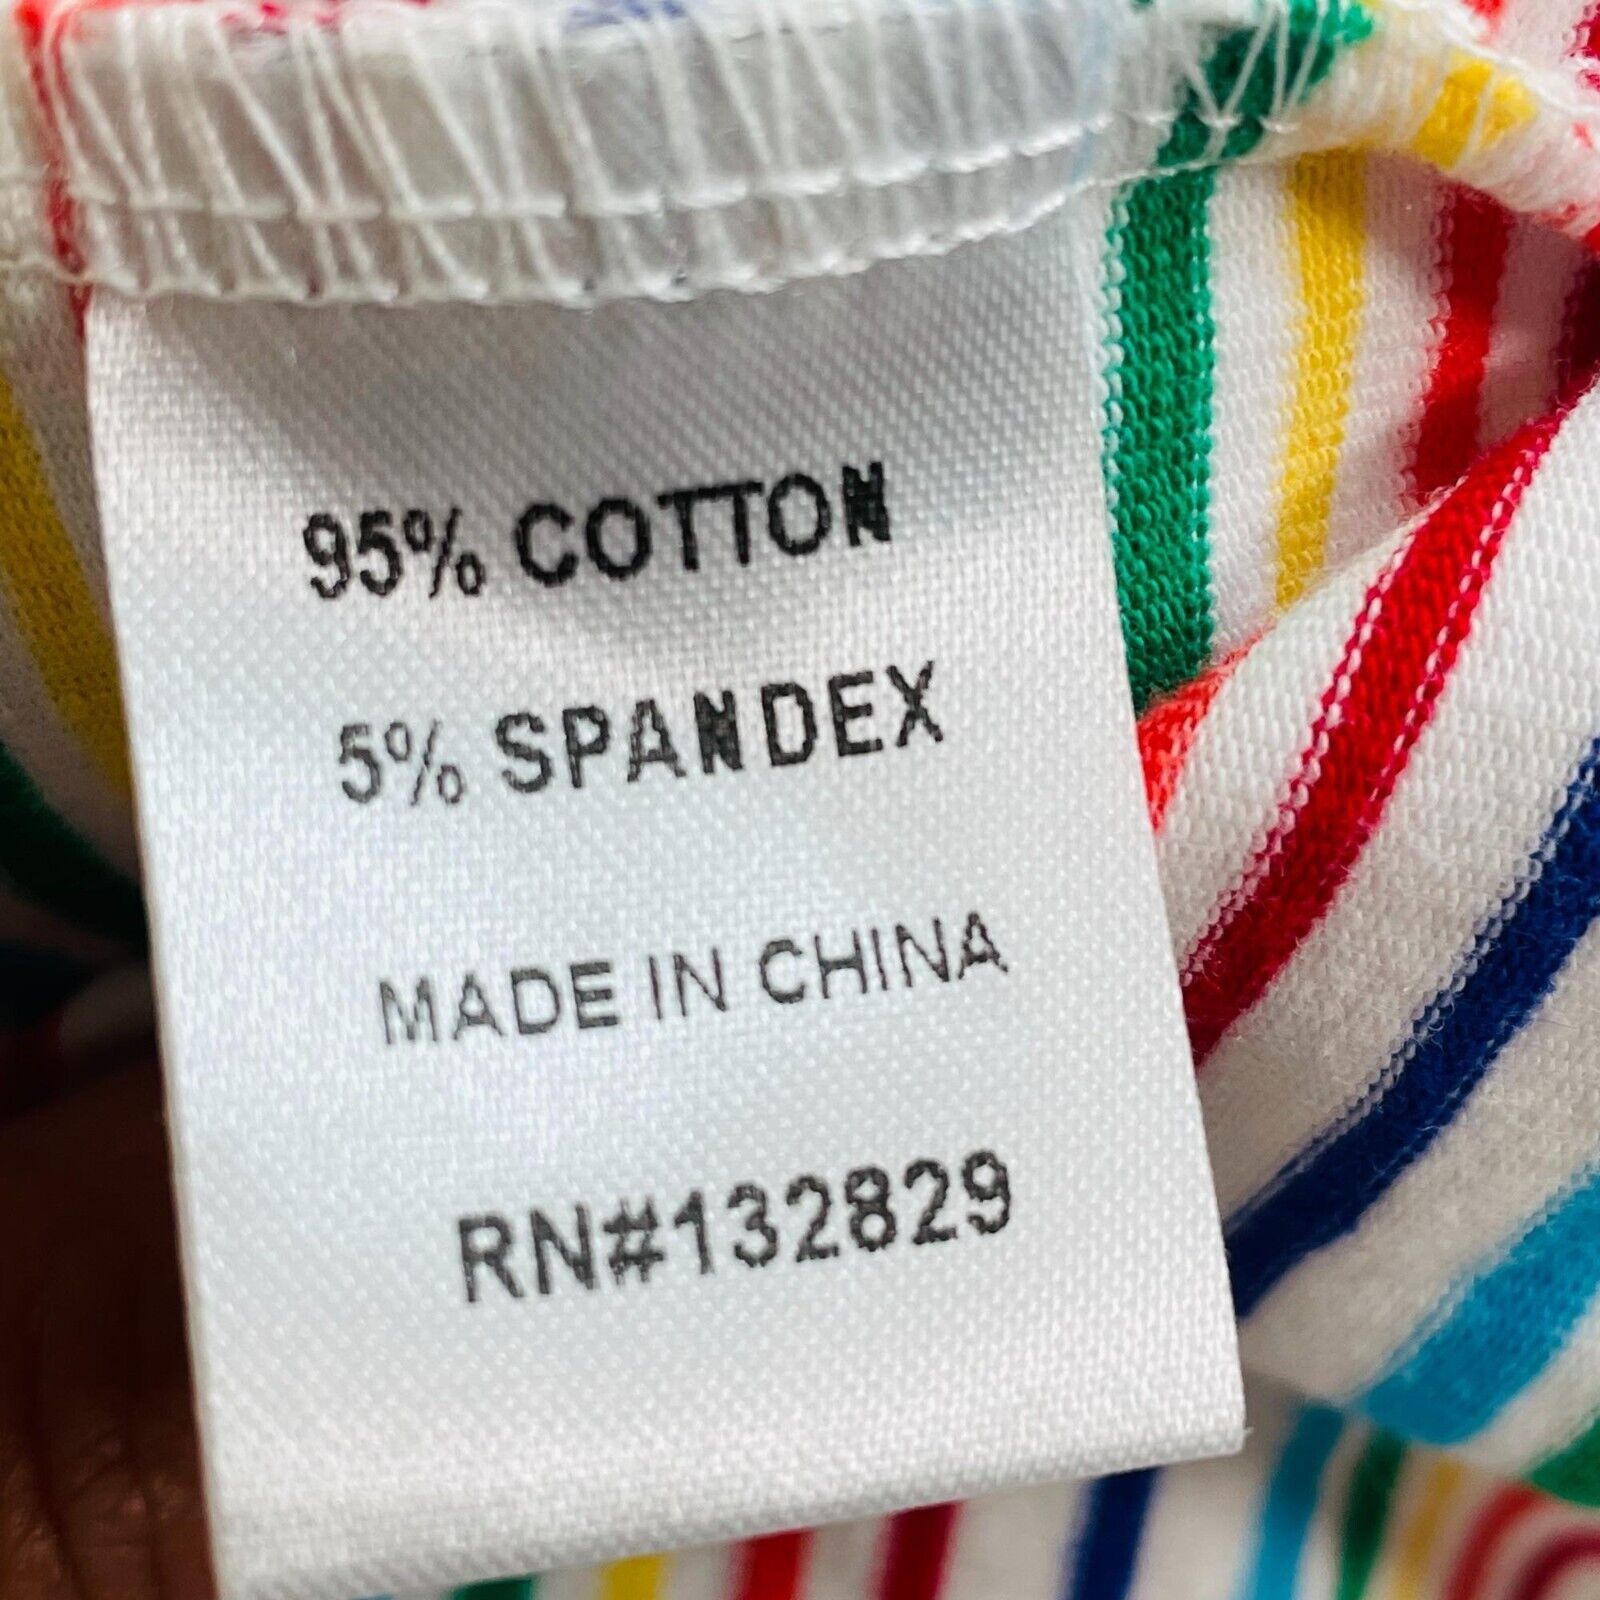 95% COTTON
5% SPANDEX
MADE IN CHINA
RN#132829